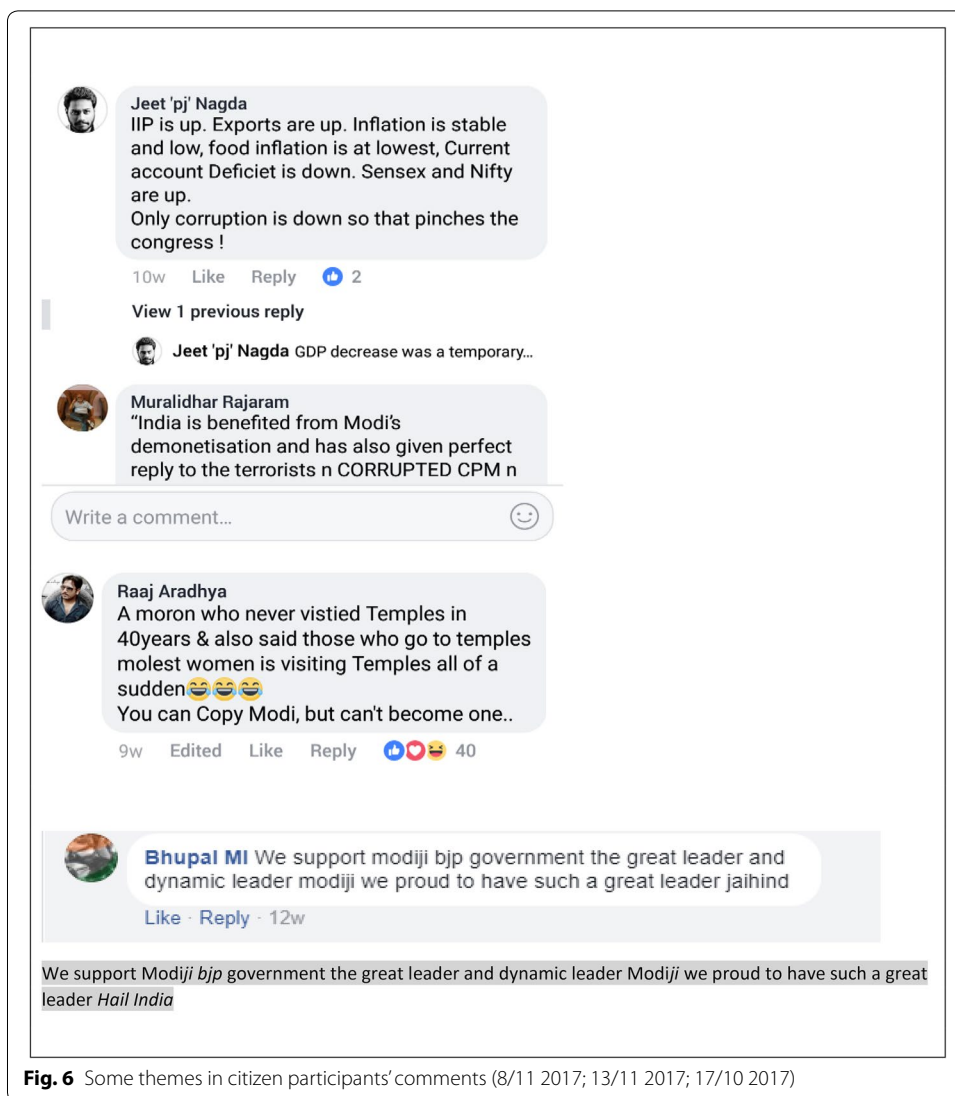 Jeet 'pj' Nagda
IIP is up. Exports are up. Inflation is stable
and low, food inflation is at lowest, Current
account Deficiet is down. Sensex and Nifty
are up.
Only corruption is down so that pinches the
congress !
10w Like Reply 2
View 1 previous reply
Jeet 'pj' Nagda GDP decrease was a temporary...
Muralidhar Rajaram
“India is benefited from Modi’s
demonetisation and has also given perfect
reply to the terrorists n CORRUPTED CPM n
Write a comment...
Raaj Aradhya
A moron who never vistied Temples in
40years & also said those who go to temples
molest women is visiting Temples all of a
sudden😂😂😂
You can Copy Modi, but can't become one..
9w Edited Like Reply 40
Bhupal Ml We support modiji bjp government the great leader and
dynamic leader modiji we proud to have such a great leader jaihind
Like · Reply · 12w
We support Modiji bjp government the great leader and dynamic leader Modiji we proud to have such a great
leader Hail India
Fig. 6 Some themes in citizen participants’ comments (8/11 2017; 13/11 2017; 17/10 2017)